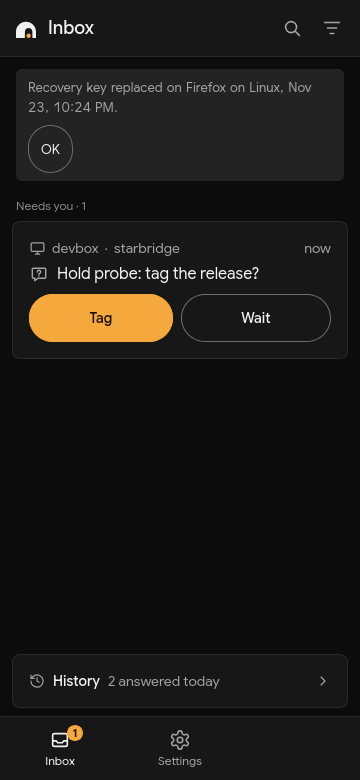 Inbox
Recovery key replaced on Firefox on Linux, Nov
23, 10:24 PM.
OK
Needs you · 1
devbox · starbridge now
Hold probe: tag the release?
Tag Wait
History 2 answered today
1
Inbox Settings